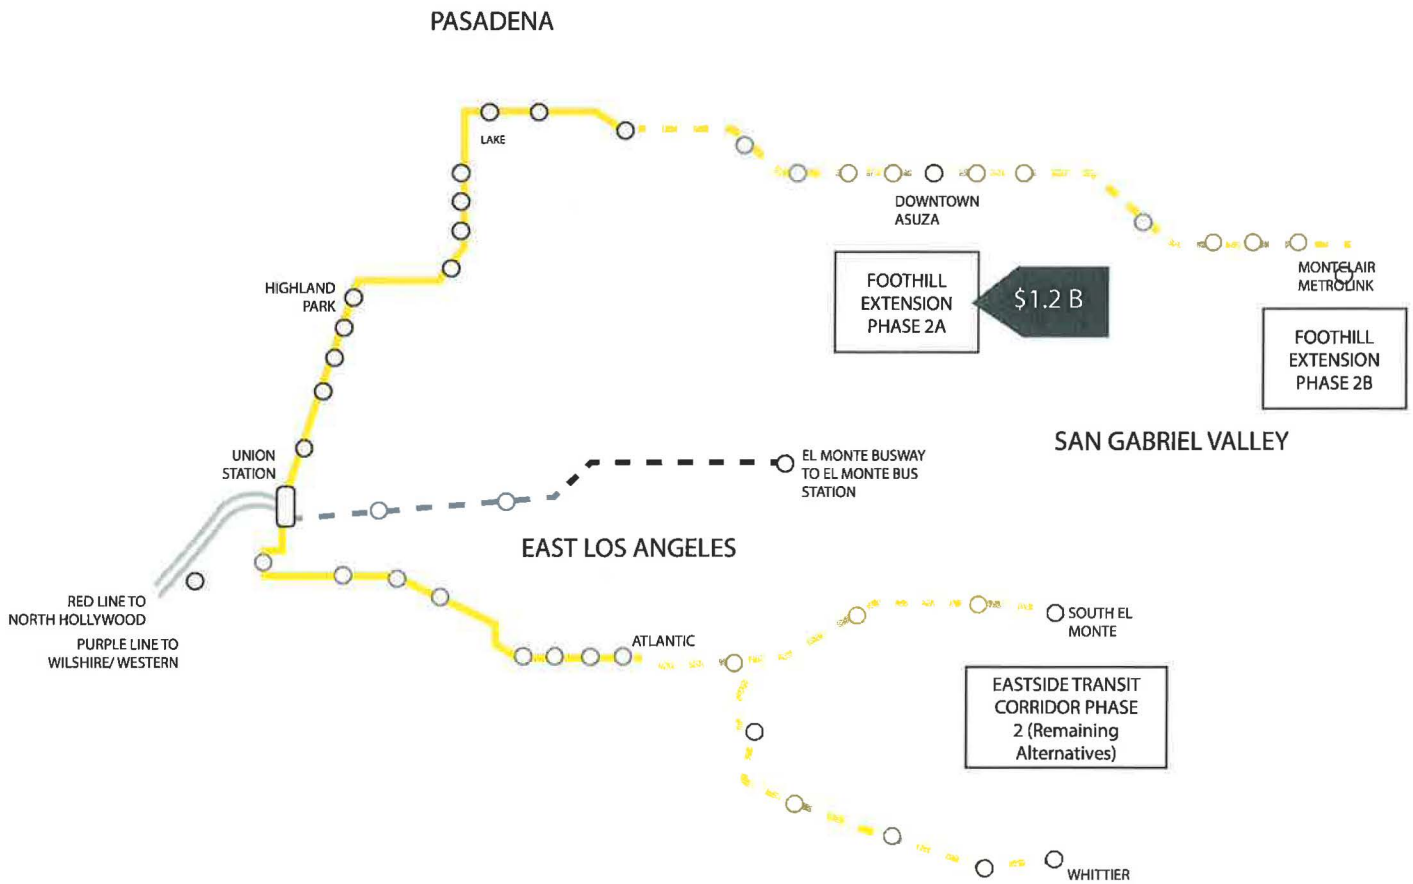 PASADENA
LAKE
DOWNTOWN
ASUZA
HIGHLAND
PARK
FOOTHILL
EXTENSION
PHASE 2A
$1.2 B
MONTCLAIR
METROLINK
FOOTHILL
EXTENSION
PHASE 2B
SAN GABRIEL VALLEY
UNION
STATION
EL MONTE BUSWAY
TO EL MONTE BUS
STATION
EAST LOS ANGELES
RED LINE TO
NORTH HOLLYWOOD
PURPLE LINE TO
WILSHIRE/ WESTERN
ATLANTIC
SOUTH EL
MONTE
EASTSIDE TRANSIT
CORRIDOR PHASE
2 (Remaining
Alternatives)
WHITTIER